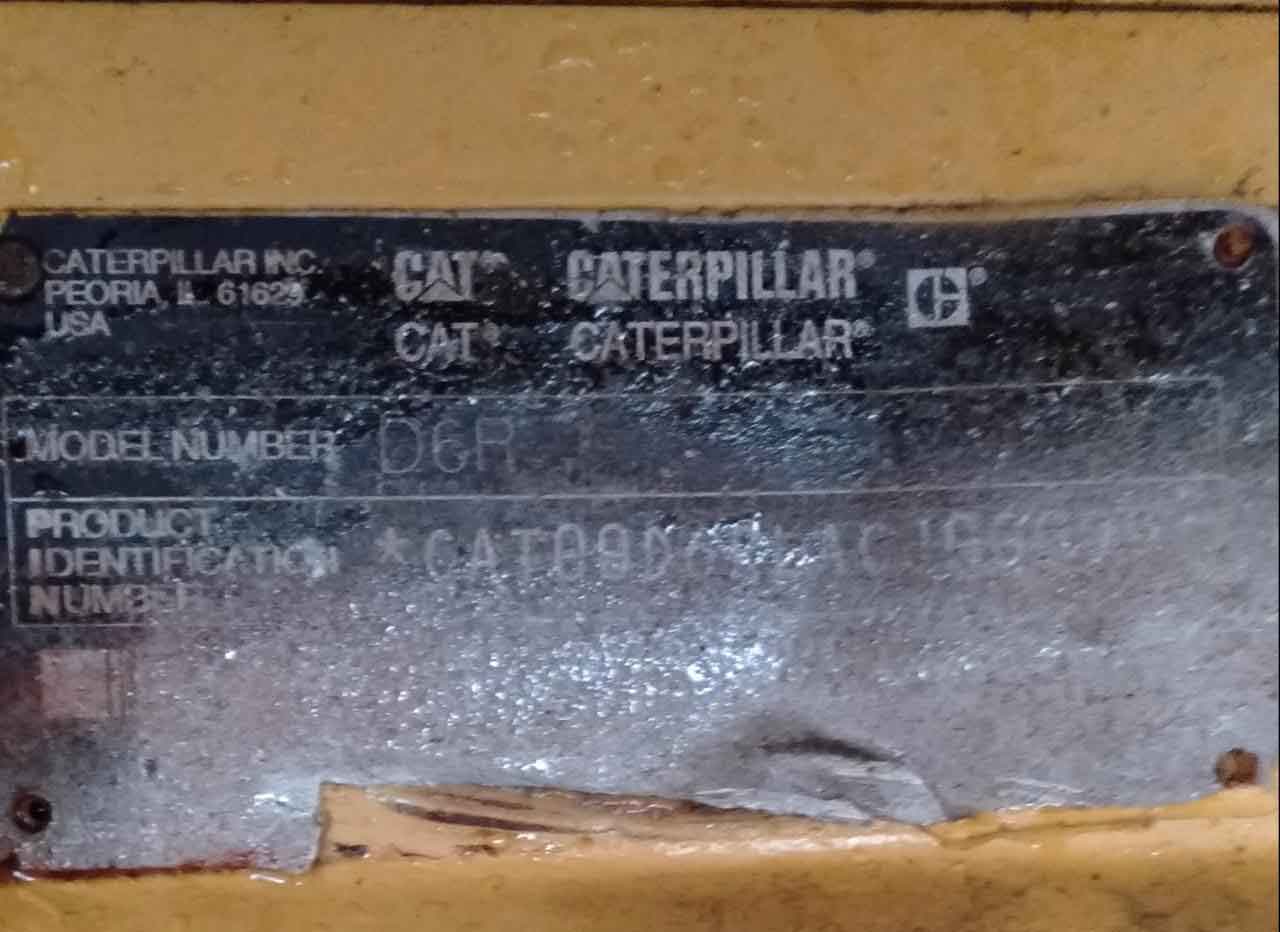 CATERPILLAR INC.
PEORIA, IL. 61629
USA
CAT® CATERPILLAR®
CAT® CATERPILLAR®
MODEL NUMBER D6R
PRODUCT
IDENTIFICATION
NUMBER